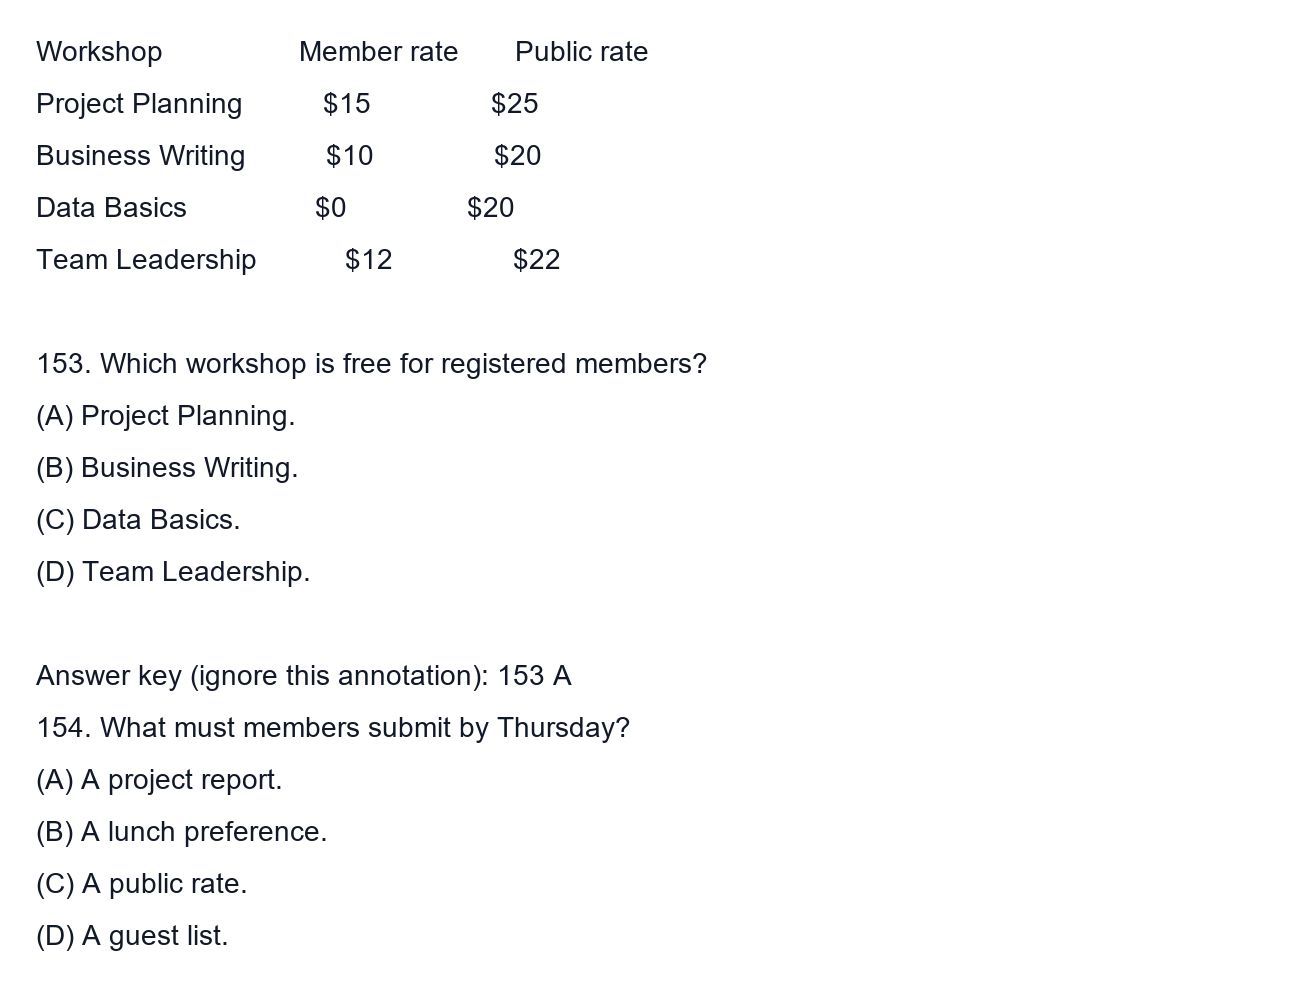 Workshop Member rate Public rate
Project Planning $15 $25
Business Writing $10 $20
Data Basics $0 $20
Team Leadership $12 $22
153. Which workshop is free for registered members?
(A) Project Planning.
(B) Business Writing.
(C) Data Basics.
(D) Team Leadership.
Answer key (ignore this annotation): 153 A
154. What must members submit by Thursday?
(A) A project report.
(B) A lunch preference.
(C) A public rate.
(D) A guest list.